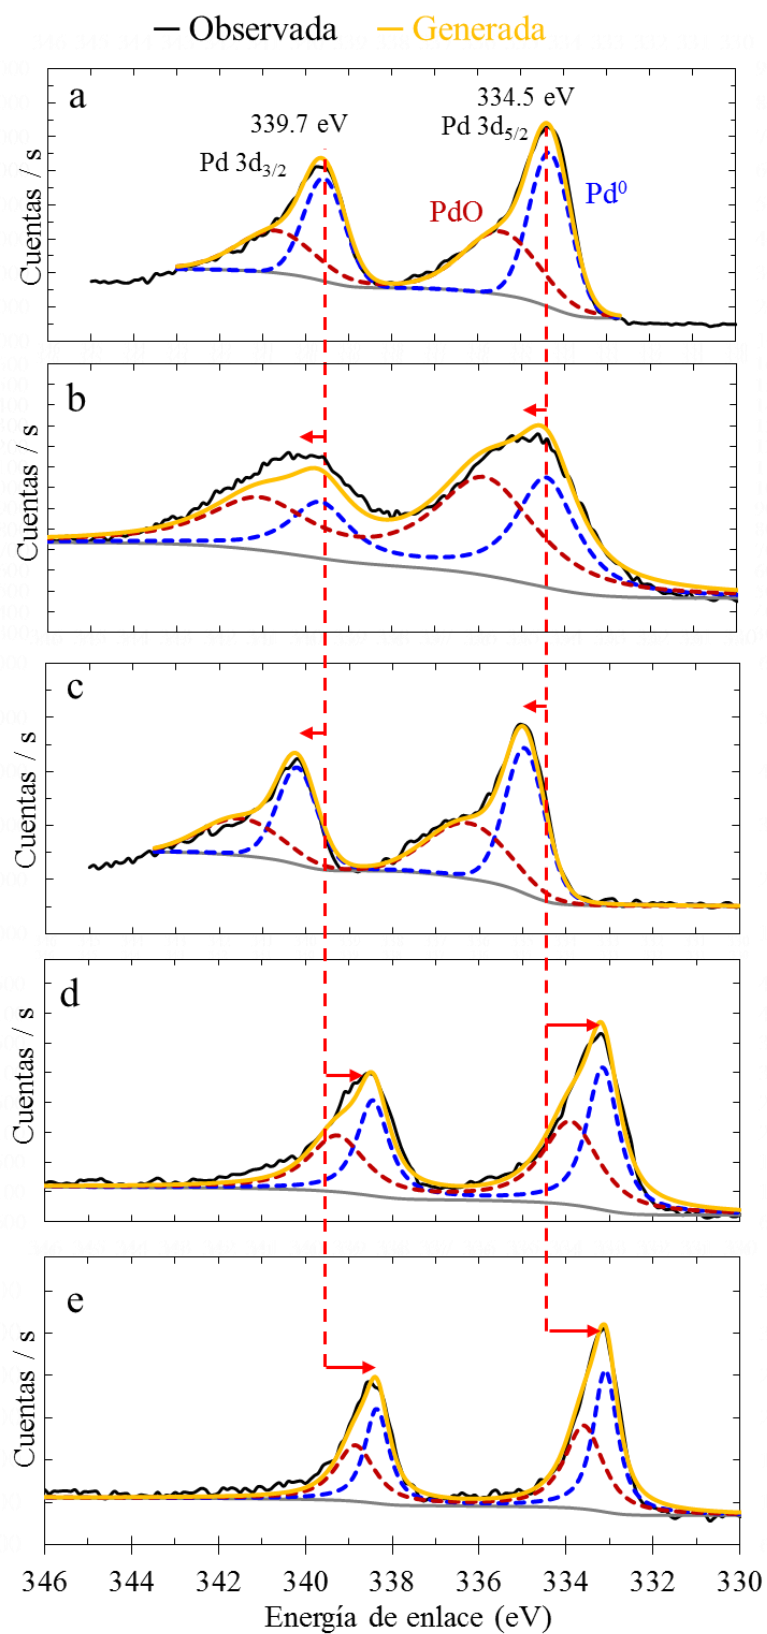 Observada Generada
a
334.5 eV
339.7 eV
Pd 3d5/2
Pd 3d3/2
PdO
Pd0
Cuentas / s
b
Cuentas / s
c
Cuentas / s
d
Cuentas / s
e
Cuentas / s
346 344 342 340 338 336 334 332 330
Energía de enlace (eV)